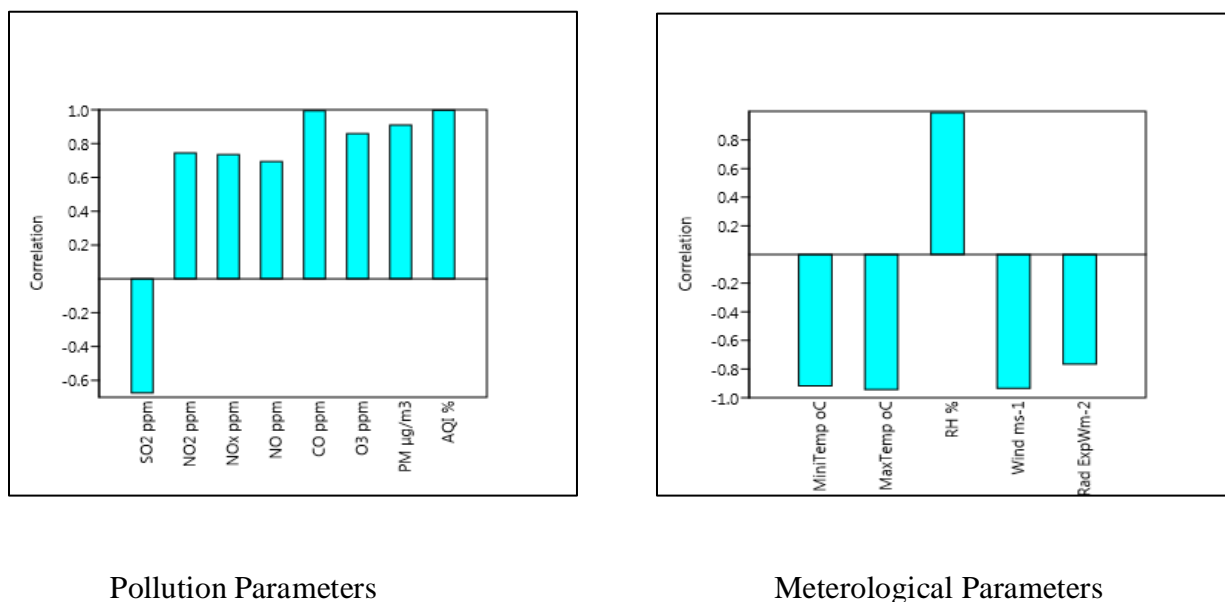 Correlation
1.0
0.8
0.6
0.4
0.2
-0.2
-0.4
-0.6
SO2 ppm
NO2 ppm
NOx ppm
NO ppm
CO ppm
O3 ppm
PM µg/m3
AQI %
Correlation
0.8
0.6
0.4
0.2
-0.2
-0.4
-0.6
-0.8
-1.0
MiniTemp oC
MaxTemp oC
RH %
Wind ms-1
Rad ExpWm-2
Pollution Parameters
Meterological Parameters